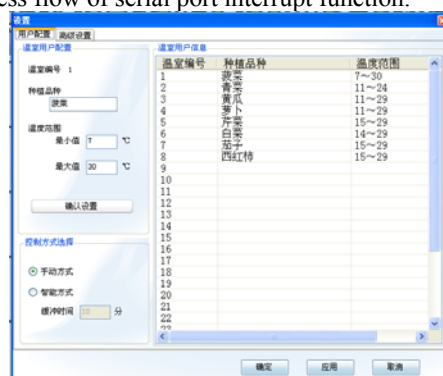 ess flow of serial port interrupt function.
设置
用户配置 高级设置
温室用户配置
温室编号 1
种植品种
菠菜
温度范围
最小值 7 ℃
最大值 30 ℃
确认设置
控制方式选择
手动方式
智能方式
缓冲时间 10 分
温室用户信息
温室编号 种植品种 温度范围
1 菠菜 7～30
2 青菜 11～24
3 黄瓜 11～29
4 萝卜 11～29
5 芹菜 15～29
6 白菜 14～29
7 茄子 15～29
8 西红柿 15～29
9
10
11
12
13
14
15
16
17
18
19
20
21
22
23
确定 应用 取消